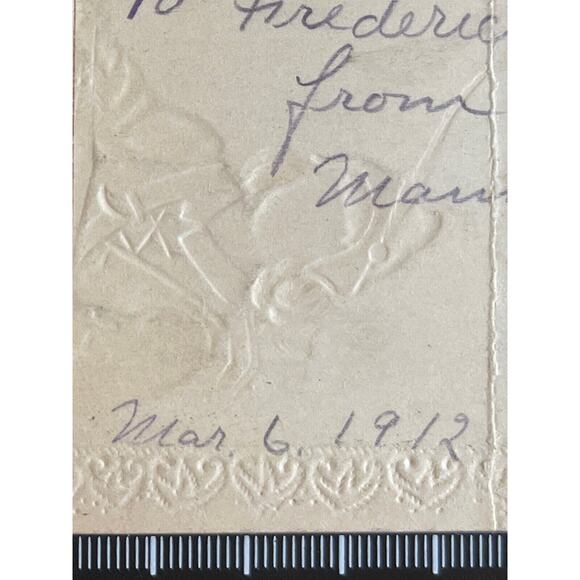 To Frederic
from
Mam
Mar. 6. 1912